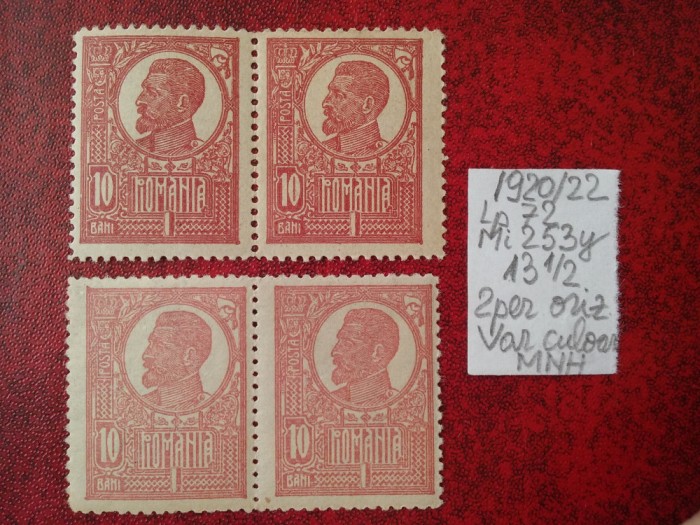 POSTA
10
ROMANIA
BANI
POSTA
10
ROMANIA
BANI
POSTA
10
ROMANIA
BANI
POSTA
10
ROMANIA
BANI
1920/22
Lp 72
Mi 253y
13 1/2
2per oriz
Var culoar
MNH